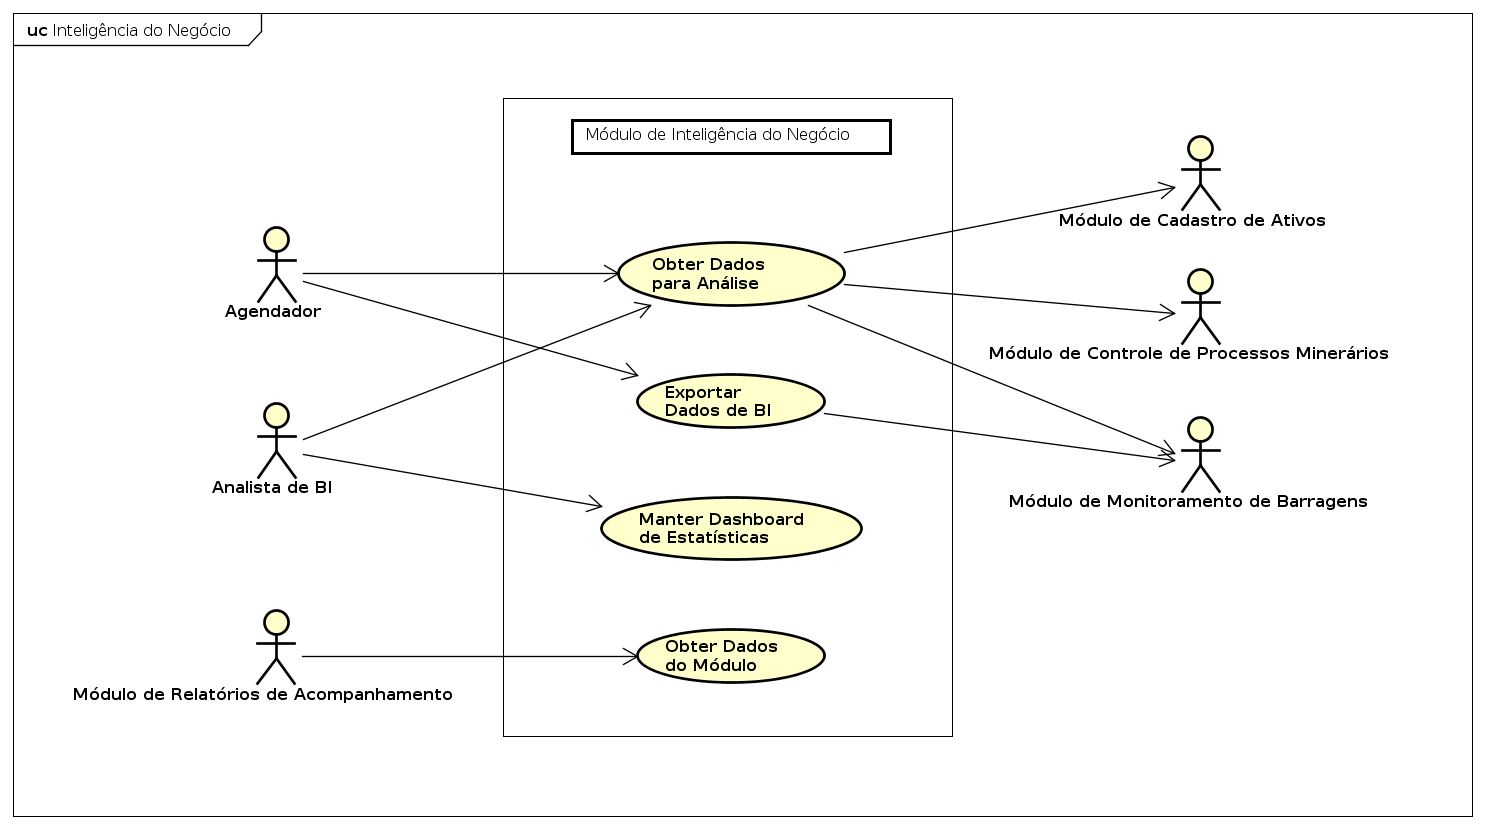 uc Inteligência do Negócio
Módulo de Inteligência do Negócio
Módulo de Cadastro de Ativos
Agendador
Obter Dados
para Análise
Módulo de Controle de Processos Minerários
Exportar
Dados de BI
Analista de BI
Módulo de Monitoramento de Barragens
Manter Dashboard
de Estatísticas
Obter Dados
do Módulo
Módulo de Relatórios de Acompanhamento